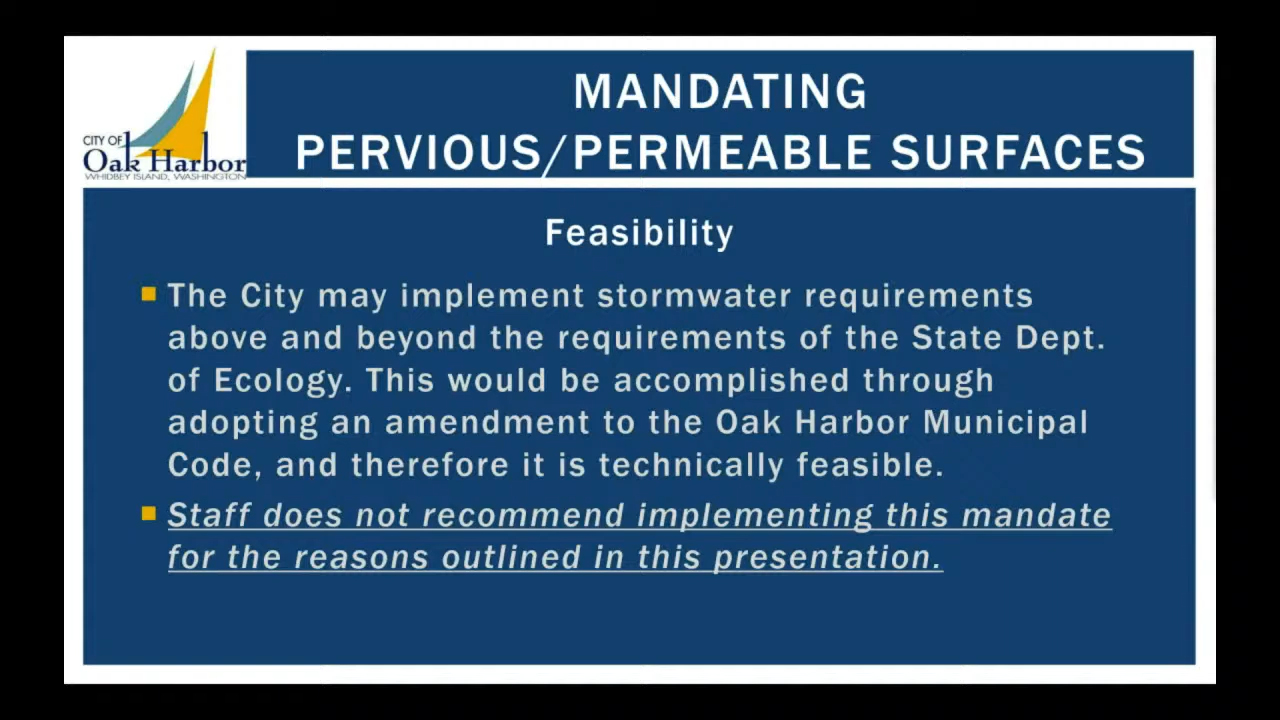 CITY OF
Oak Harbor
WHIDBEY ISLAND, WASHINGTON
MANDATING
PERVIOUS/PERMEABLE SURFACES
Feasibility
The City may implement stormwater requirements
above and beyond the requirements of the State Dept.
of Ecology. This would be accomplished through
adopting an amendment to the Oak Harbor Municipal
Code, and therefore it is technically feasible.
Staff does not recommend implementing this mandate
for the reasons outlined in this presentation.